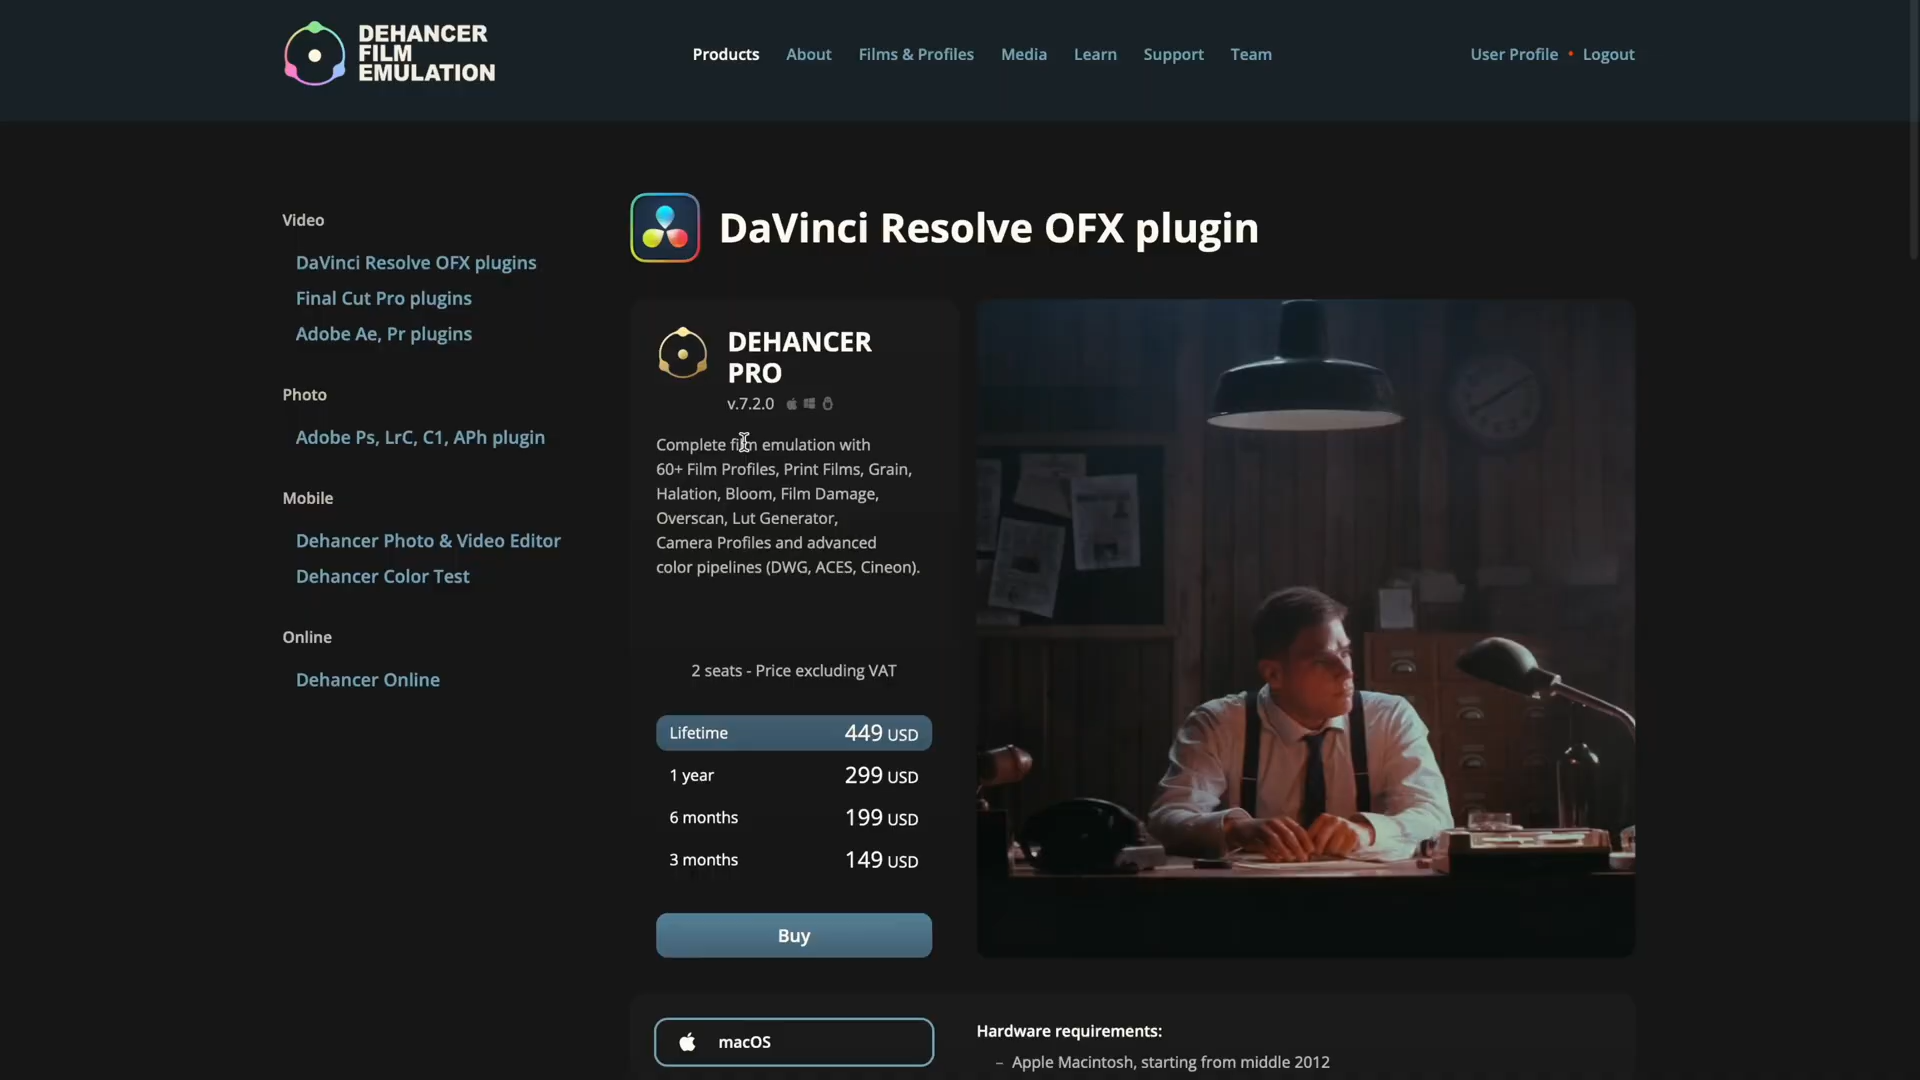 DEHANCER
FILM
EMULATION
Products
About
Films & Profiles
Media
Learn
Support
Team
User Profile • Logout
Video
DaVinci Resolve OFX plugins
Final Cut Pro plugins
Adobe Ae, Pr plugins
Photo
Adobe Ps, LrC, C1, APh plugin
Mobile
Dehancer Photo & Video Editor
Dehancer Color Test
Online
Dehancer Online
DaVinci Resolve OFX plugin
DEHANCER
PRO
v.7.2.0
Complete film emulation with
60+ Film Profiles, Print Films, Grain,
Halation, Bloom, Film Damage,
Overscan, Lut Generator,
Camera Profiles and advanced
color pipelines (DWG, ACES, Cineon).
2 seats - Price excluding VAT
Lifetime 449 USD
1 year 299 USD
6 months 199 USD
3 months 149 USD
Buy
macOS
Hardware requirements:
– Apple Macintosh, starting from middle 2012